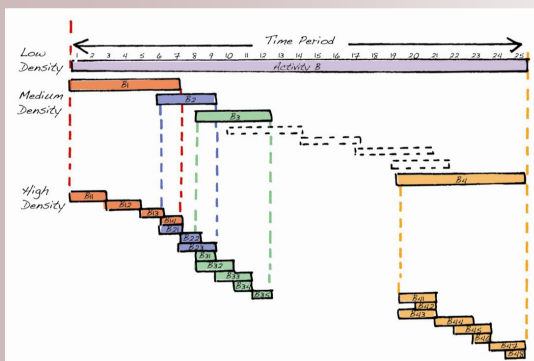 Time Period
Low Density
1 2 3 4 5 6 7 8 9 10 11 12 13 14 15 16 17 18 19 20 21 22 23 24 25
Activity B
Medium Density
B1
B2
B3
B4
High Density
B11
B12
B13
B14
B21
B22
B23
B31
B32
B33
B34
B35
B41
B42
B43
B44
B45
B46
B47
B48